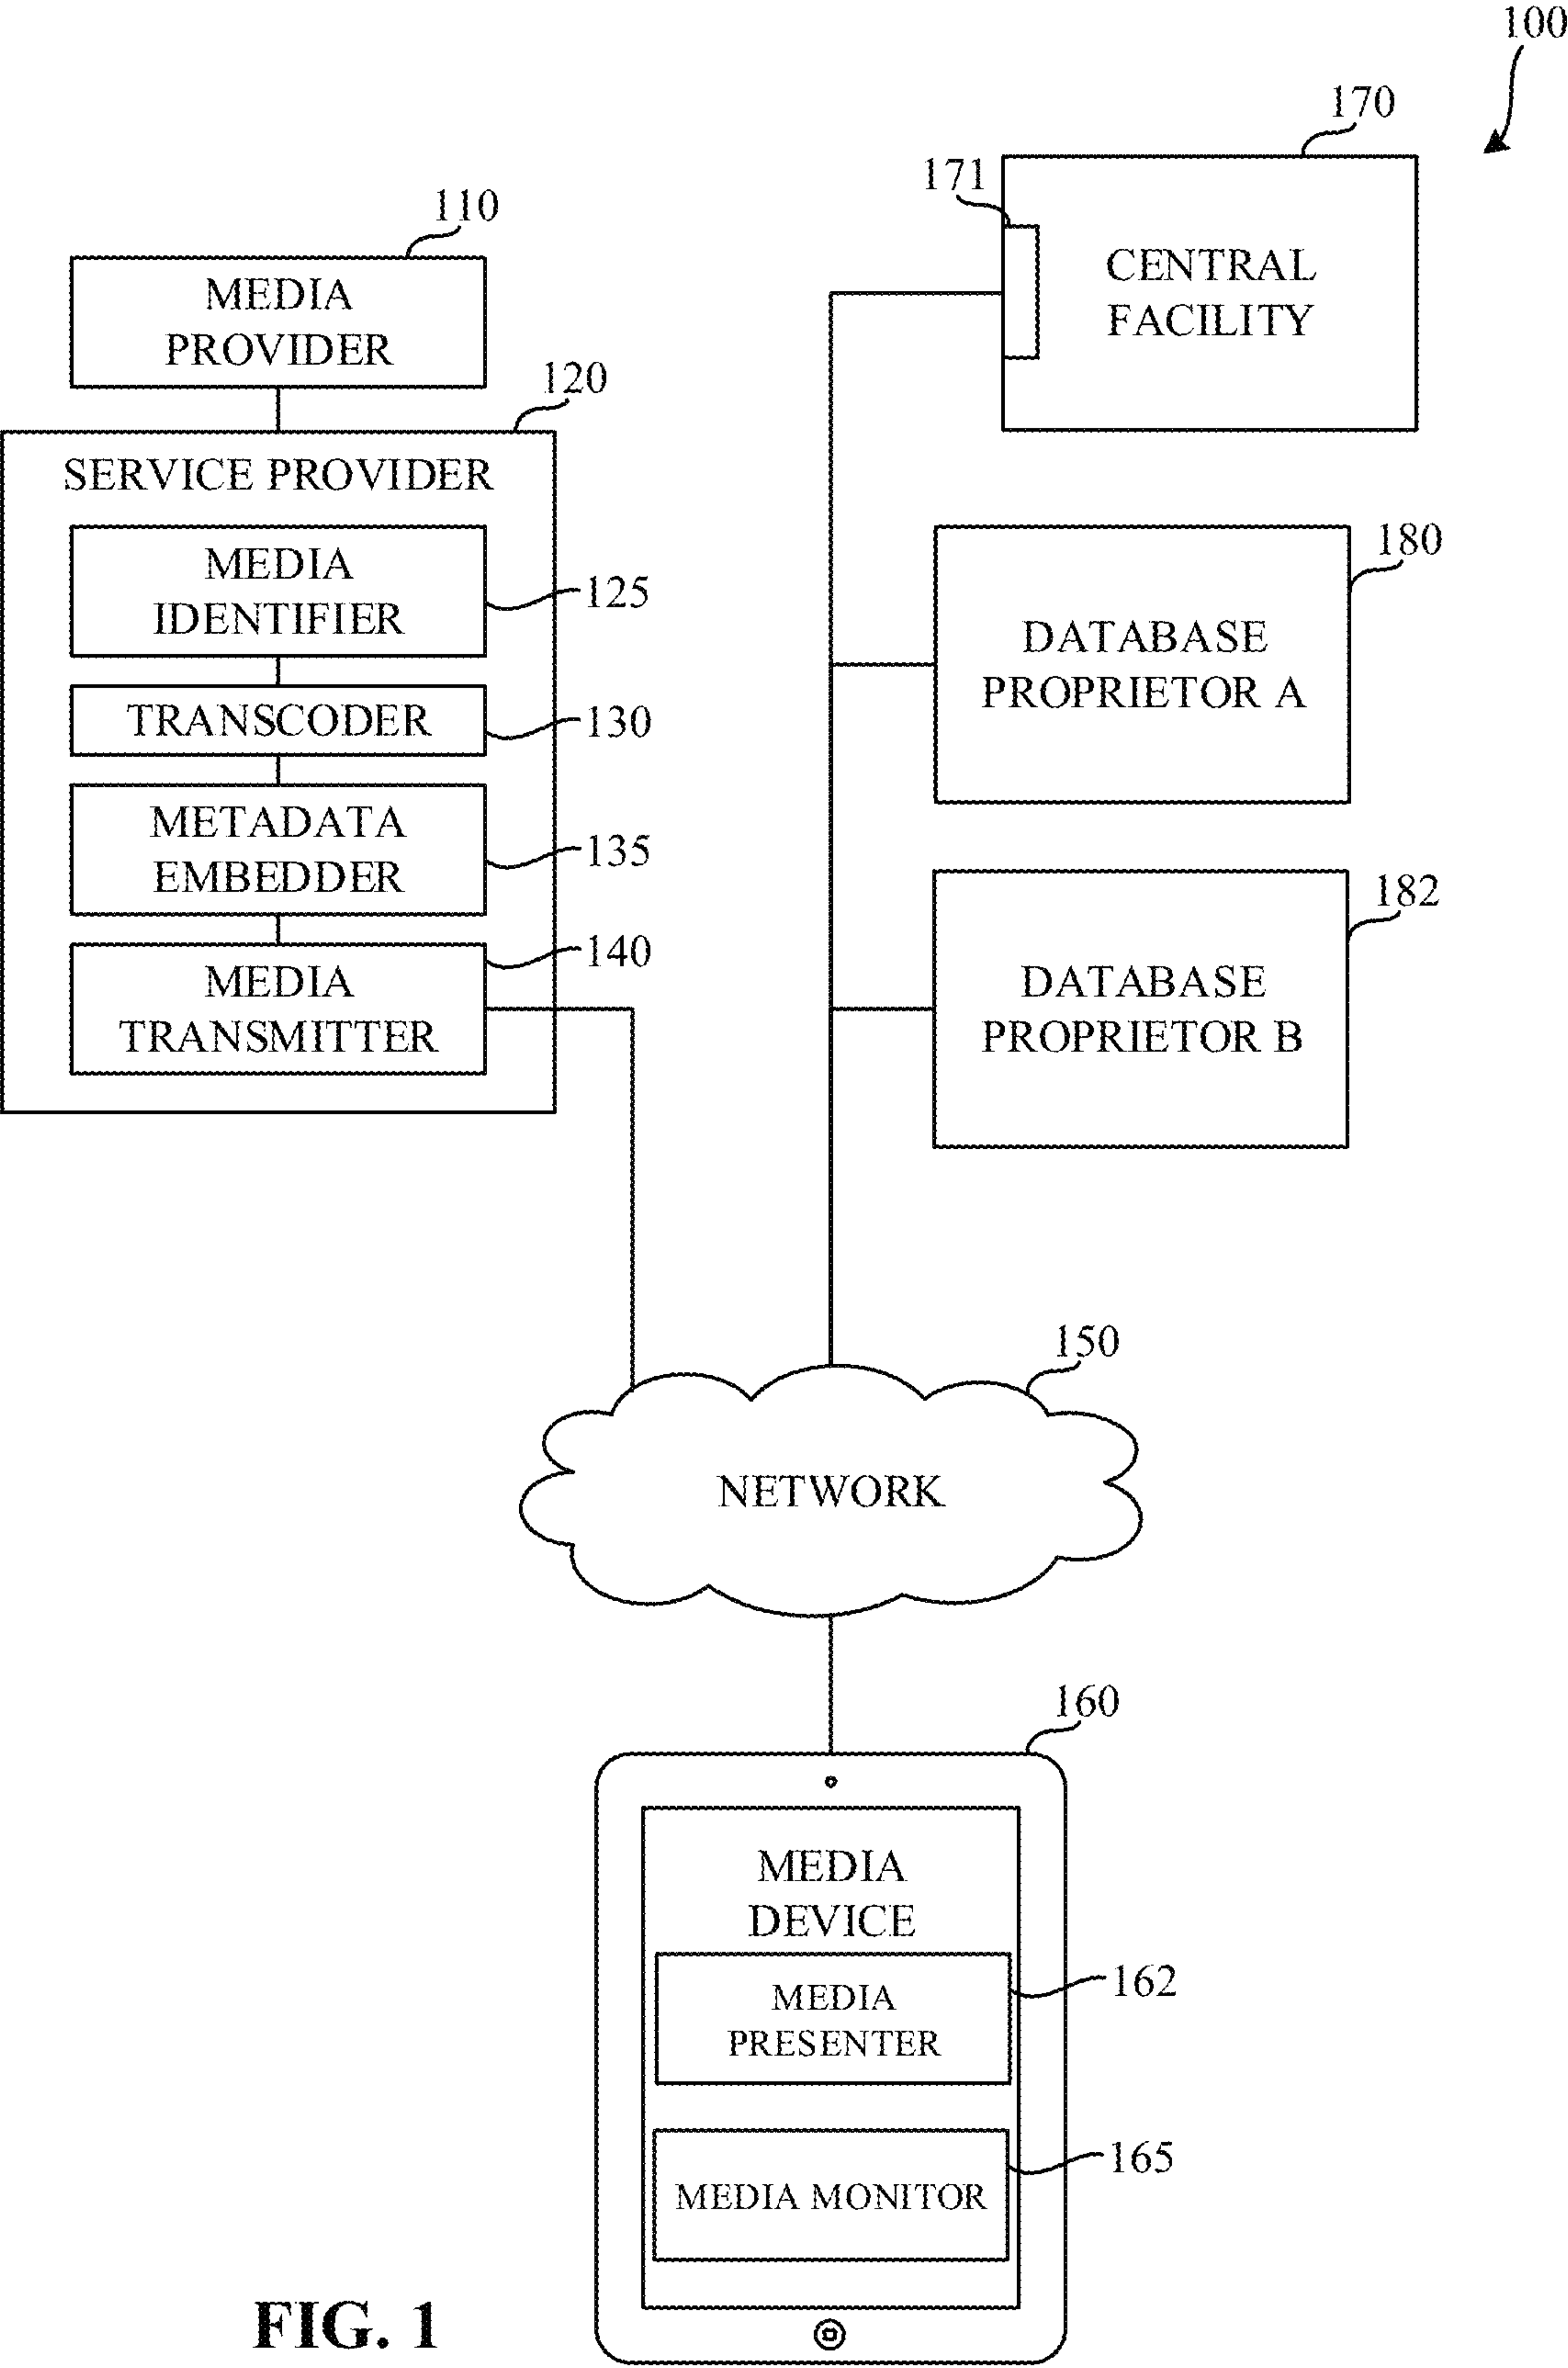 100
170
171
CENTRAL
FACILITY
110
MEDIA
PROVIDER
120
SERVICE PROVIDER
MEDIA
IDENTIFIER
125
TRANSCODER
130
METADATA
EMBEDDER
135
MEDIA
TRANSMITTER
140
180
DATABASE
PROPRIETOR A
182
DATABASE
PROPRIETOR B
150
NETWORK
160
MEDIA
DEVICE
MEDIA
PRESENTER
162
MEDIA MONITOR
165
FIG. 1